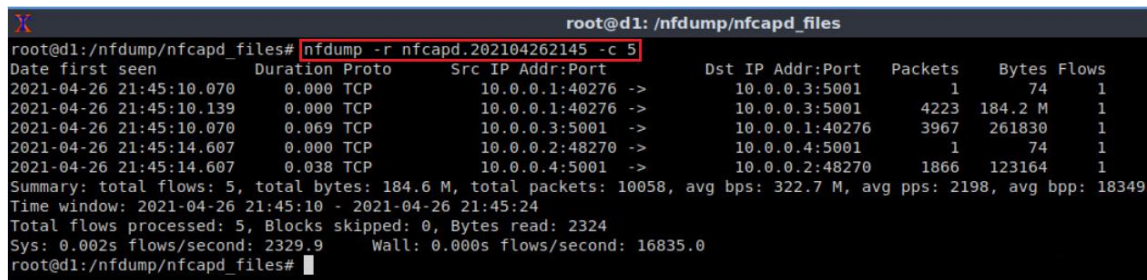 root@d1: /nfdump/nfcapd_files
root@d1:/nfdump/nfcapd_files# nfdump -r nfcapd.202104262145 -c 5
Date first seen Duration Proto Src IP Addr:Port Dst IP Addr:Port Packets Bytes Flows
2021-04-26 21:45:10.070 0.000 TCP 10.0.0.1:40276 -> 10.0.0.3:5001 1 74 1
2021-04-26 21:45:10.139 0.000 TCP 10.0.0.1:40276 -> 10.0.0.3:5001 4223 184.2 M 1
2021-04-26 21:45:10.070 0.069 TCP 10.0.0.3:5001 -> 10.0.0.1:40276 3967 261830 1
2021-04-26 21:45:14.607 0.000 TCP 10.0.0.2:48270 -> 10.0.0.4:5001 1 74 1
2021-04-26 21:45:14.607 0.038 TCP 10.0.0.4:5001 -> 10.0.0.2:48270 1866 123164 1
Summary: total flows: 5, total bytes: 184.6 M, total packets: 10058, avg bps: 322.7 M, avg pps: 2198, avg bpp: 18349
Time window: 2021-04-26 21:45:10 - 2021-04-26 21:45:24
Total flows processed: 5, Blocks skipped: 0, Bytes read: 2324
Sys: 0.002s flows/second: 2329.9 Wall: 0.000s flows/second: 16835.0
root@d1:/nfdump/nfcapd_files#